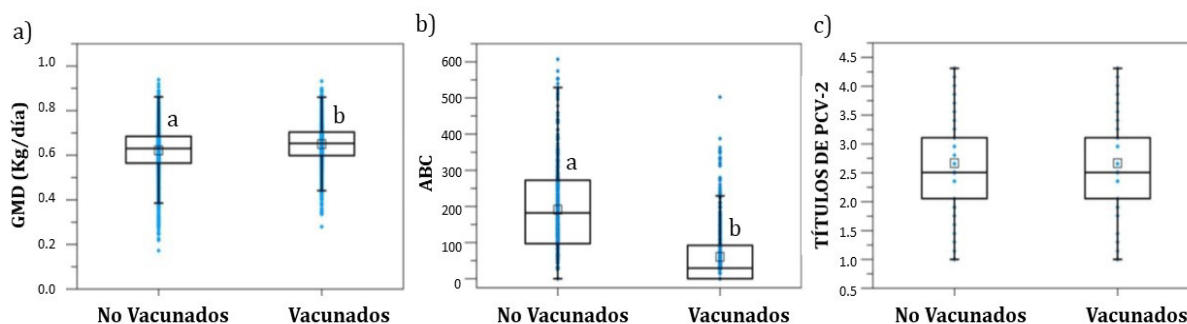 a)
GMD (Kg/día)
1.0
0.8
0.6
0.4
0.2
0.0
a
b
No Vacunados
Vacunados
b)
ABC
600
500
400
300
200
100
0
a
b
No Vacunados
Vacunados
c)
TÍTULOS DE PCV-2
4.5
4.0
3.5
3.0
2.5
2.0
1.5
1.0
0.5
No Vacunados
Vacunados